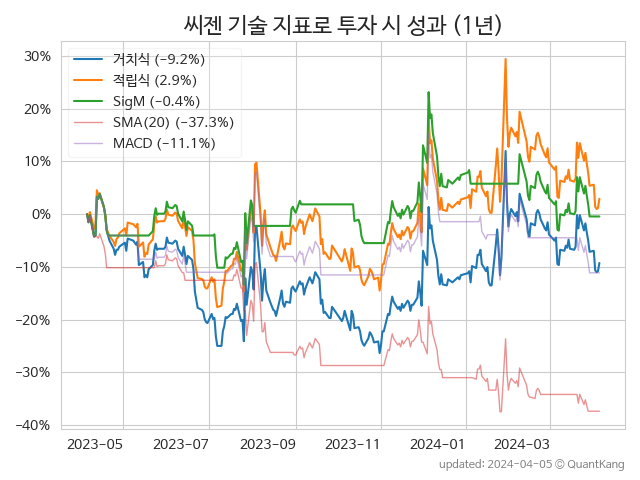 씨젠 기술 지표로 투자 시 성과 (1년)
거치식 (−9.2%)
적립식 (2.9%)
SigM (−0.4%)
SMA(20) (−37.3%)
MACD (−11.1%)
30%
20%
10%
0%
−10%
−20%
−30%
−40%
2023-05 2023-07 2023-09 2023-11 2024-01 2024-03
updated: 2024-04-05 © QuantKang